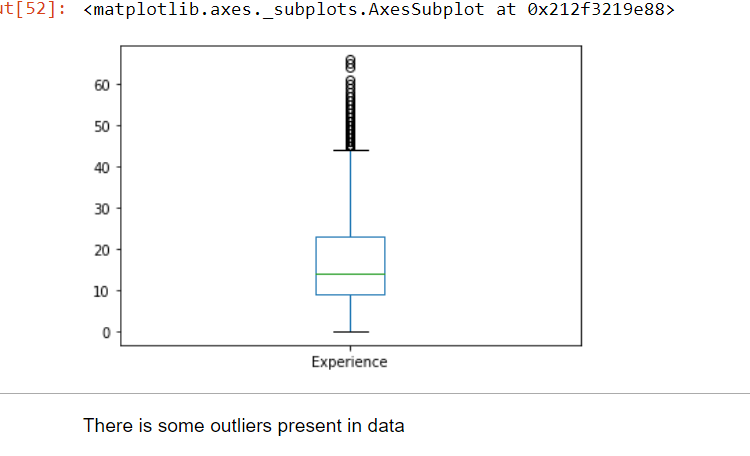 ut[52]: <matplotlib.axes._subplots.AxesSubplot at 0x212f3219e88>
60
50
40
30
20
10
0
Experience
There is some outliers present in data